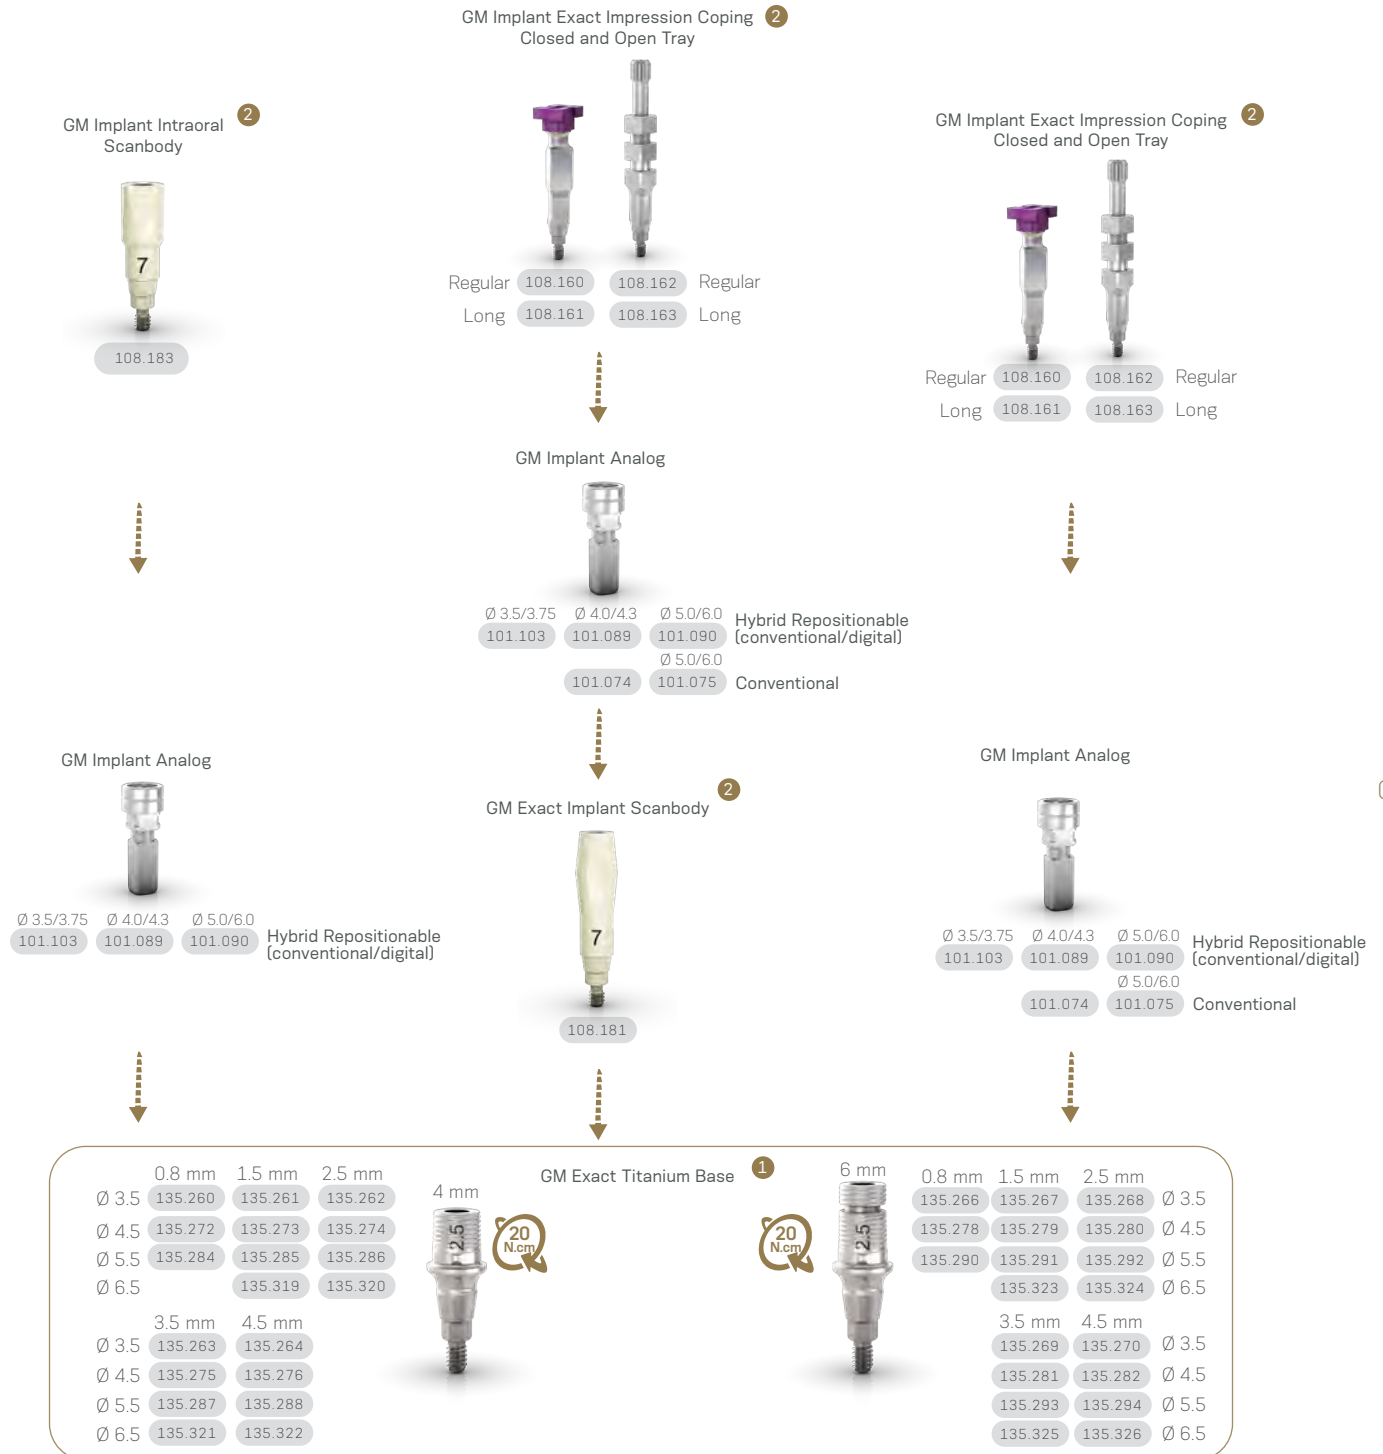 GM Implant Exact Impression Coping 2
Closed and Open Tray
GM Implant Intraoral 2
Scanbody
7
108.183
Regular 108.160 108.162 Regular
Long 108.161 108.163 Long
GM Implant Exact Impression Coping 2
Closed and Open Tray
Regular 108.160 108.162 Regular
Long 108.161 108.163 Long
GM Implant Analog
Ø 3.5/3.75 Ø 4.0/4.3 Ø 5.0/6.0
101.103 101.089 101.090 Hybrid Repositionable
(conventional/digital)
Ø 5.0/6.0
101.074 101.075 Conventional
GM Implant Analog
Ø 3.5/3.75 Ø 4.0/4.3 Ø 5.0/6.0
101.103 101.089 101.090 Hybrid Repositionable
(conventional/digital)
GM Exact Implant Scanbody 2
7
108.181
GM Implant Analog
Ø 3.5/3.75 Ø 4.0/4.3 Ø 5.0/6.0
101.103 101.089 101.090 Hybrid Repositionable
(conventional/digital)
Ø 5.0/6.0
101.074 101.075 Conventional
GM Exact Titanium Base 1
0.8 mm 1.5 mm 2.5 mm
Ø 3.5 135.260 135.261 135.262
Ø 4.5 135.272 135.273 135.274
Ø 5.5 135.284 135.285 135.286
Ø 6.5 135.319 135.320
3.5 mm 4.5 mm
Ø 3.5 135.263 135.264
Ø 4.5 135.275 135.276
Ø 5.5 135.287 135.288
Ø 6.5 135.321 135.322
4 mm
2.5
20
N.cm
6 mm
2.5
20
N.cm
0.8 mm 1.5 mm 2.5 mm
135.266 135.267 135.268 Ø 3.5
135.278 135.279 135.280 Ø 4.5
135.290 135.291 135.292 Ø 5.5
135.323 135.324 Ø 6.5
3.5 mm 4.5 mm
135.269 135.270 Ø 3.5
135.281 135.282 Ø 4.5
135.293 135.294 Ø 5.5
135.325 135.326 Ø 6.5